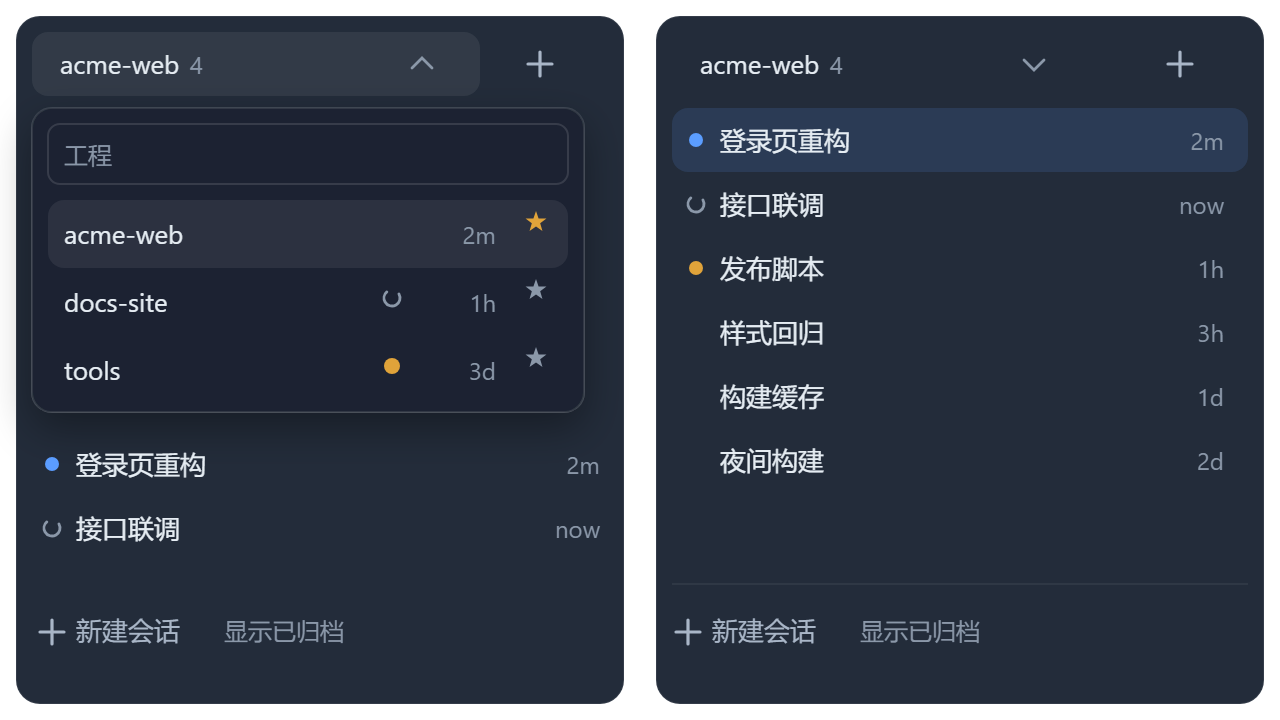 acme-web 4
工程
acme-web 2m
docs-site 1h
tools 3d
登录页重构 2m
接口联调 now
新建会话 显示已归档
acme-web 4
登录页重构 2m
接口联调 now
发布脚本 1h
样式回归 3h
构建缓存 1d
夜间构建 2d
新建会话 显示已归档